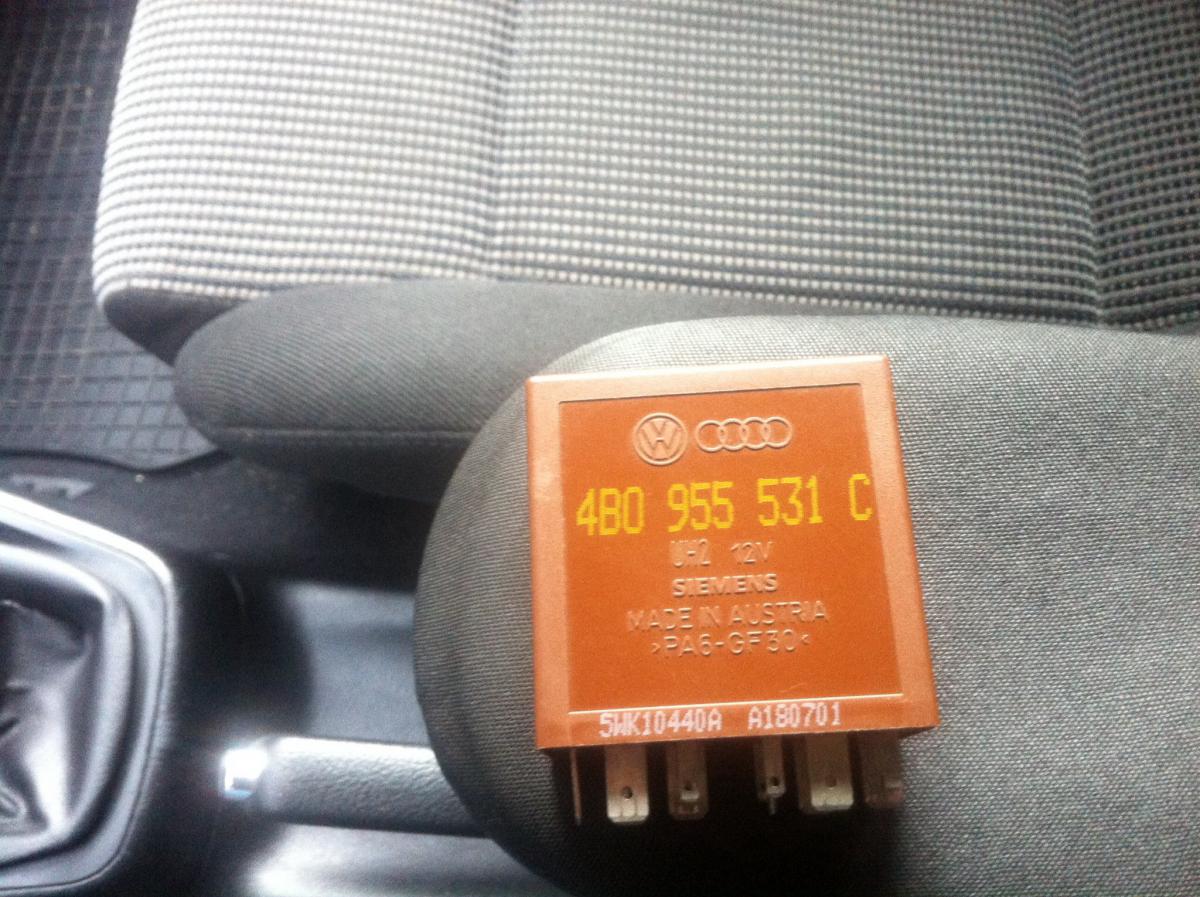 4B0 955 531 C
UH2 12V
SIEMENS
MADE IN AUSTRIA
>PA6-GF30<
5WK10440A A180701